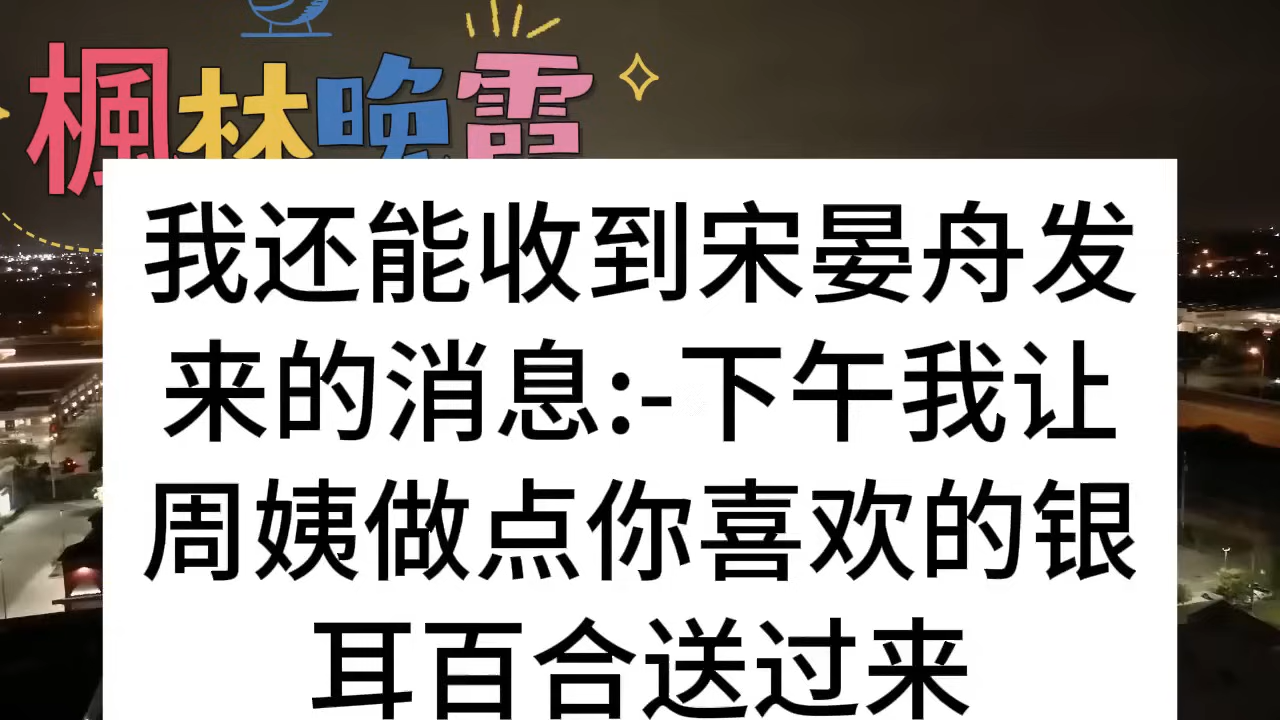 楓林晚霞
我还能收到宋晏舟发
来的消息:-下午我让
周姨做点你喜欢的银
耳百合送过来